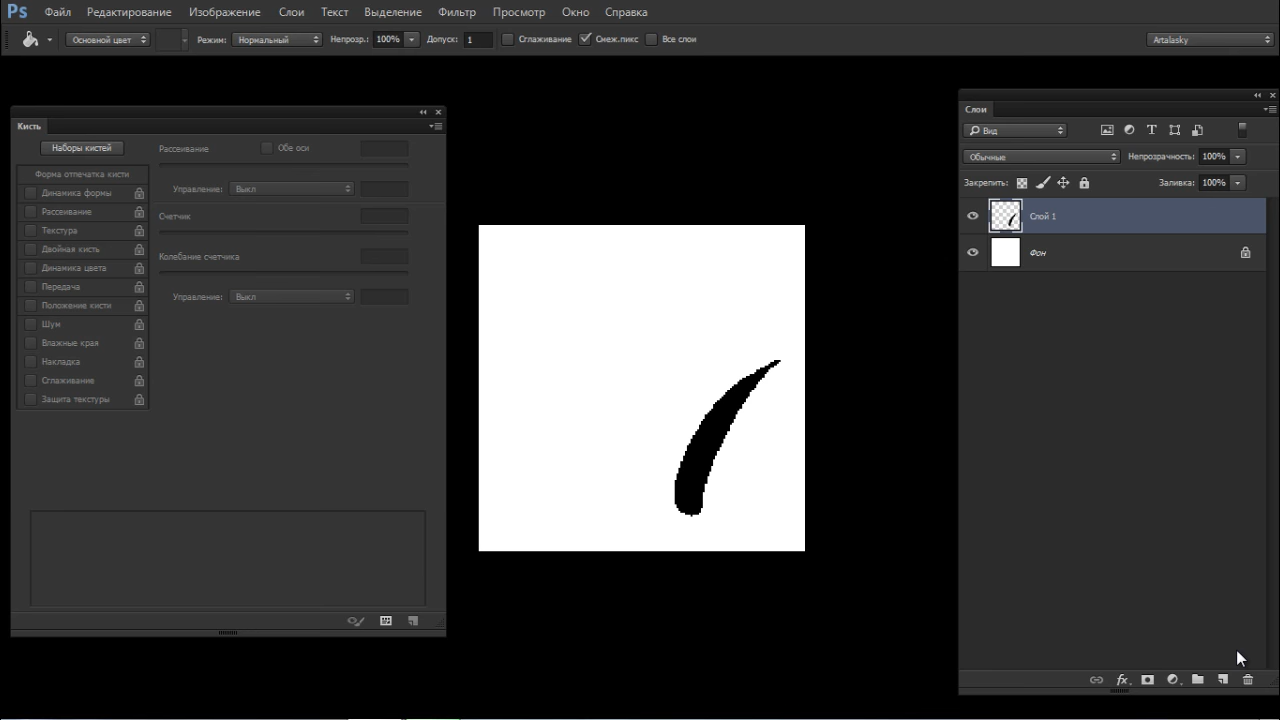 Ps Файл Редактирование Изображение Слои Текст Выделение Фильтр Просмотр Окно Справка
Основной цвет Режим: Нормальный Непрозр.: 100% Допуск: 1 Сглаживание Смеж.пикс Все слои Artalasky
Кисть
Наборы кистей
Форма отпечатка кисти
Динамика формы
Рассеивание
Текстура
Двойная кисть
Динамика цвета
Передача
Положение кисти
Шум
Влажные края
Накладка
Сглаживание
Защита текстуры
Рассеивание Обе оси
Управление: Выкл
Счетчик
Колебание счетчика
Управление: Выкл
Слои
Вид
Обычные Непрозрачность: 100%
Закрепить: Заливка: 100%
Слой 1
Фон
fx